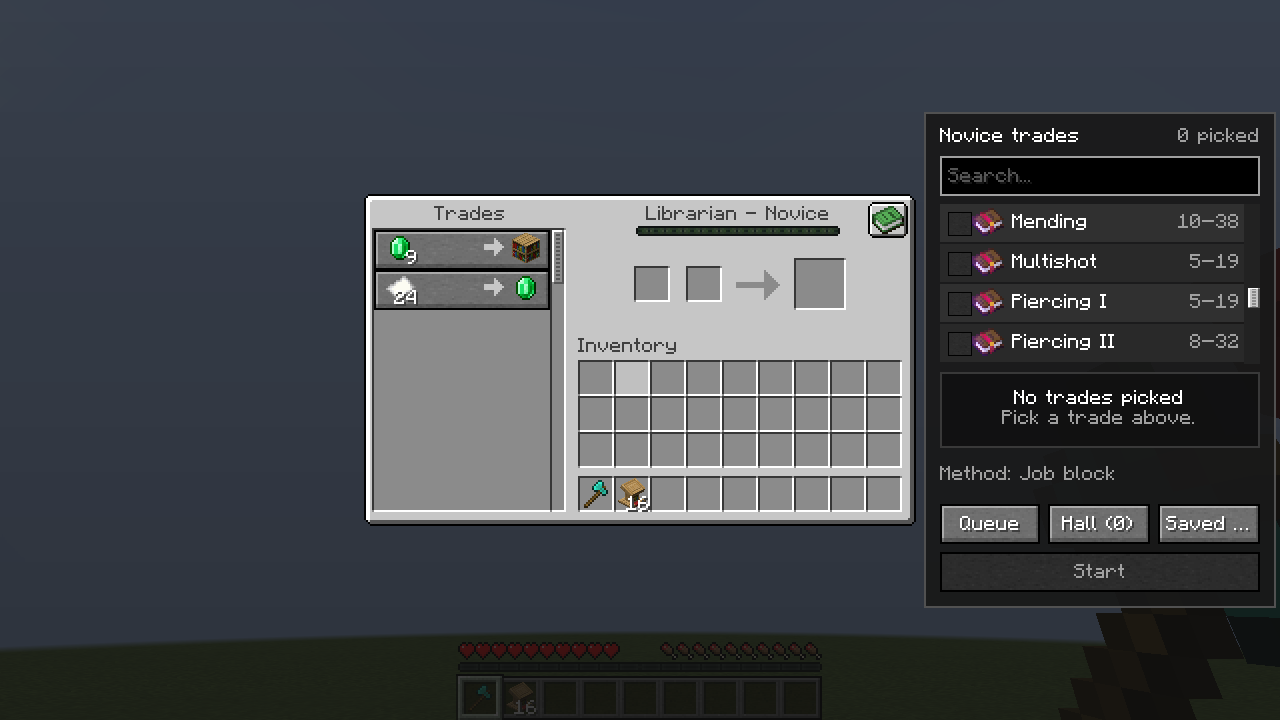 Trades
Librarian – Novice
9
24
Inventory
16
Novice trades
0 picked
Search...
Mending 10–38
Multishot 5–19
Piercing I 5–19
Piercing II 8–32
No trades picked
Pick a trade above.
Method: Job block
Queue
Hall (0)
Saved ...
Start
16